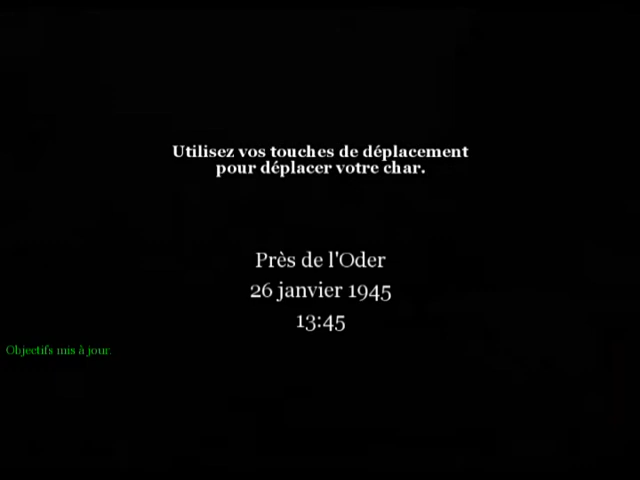 Utilisez vos touches de déplacement
pour déplacer votre char.
Près de l'Oder
26 janvier 1945
13:45
Objectifs mis à jour.